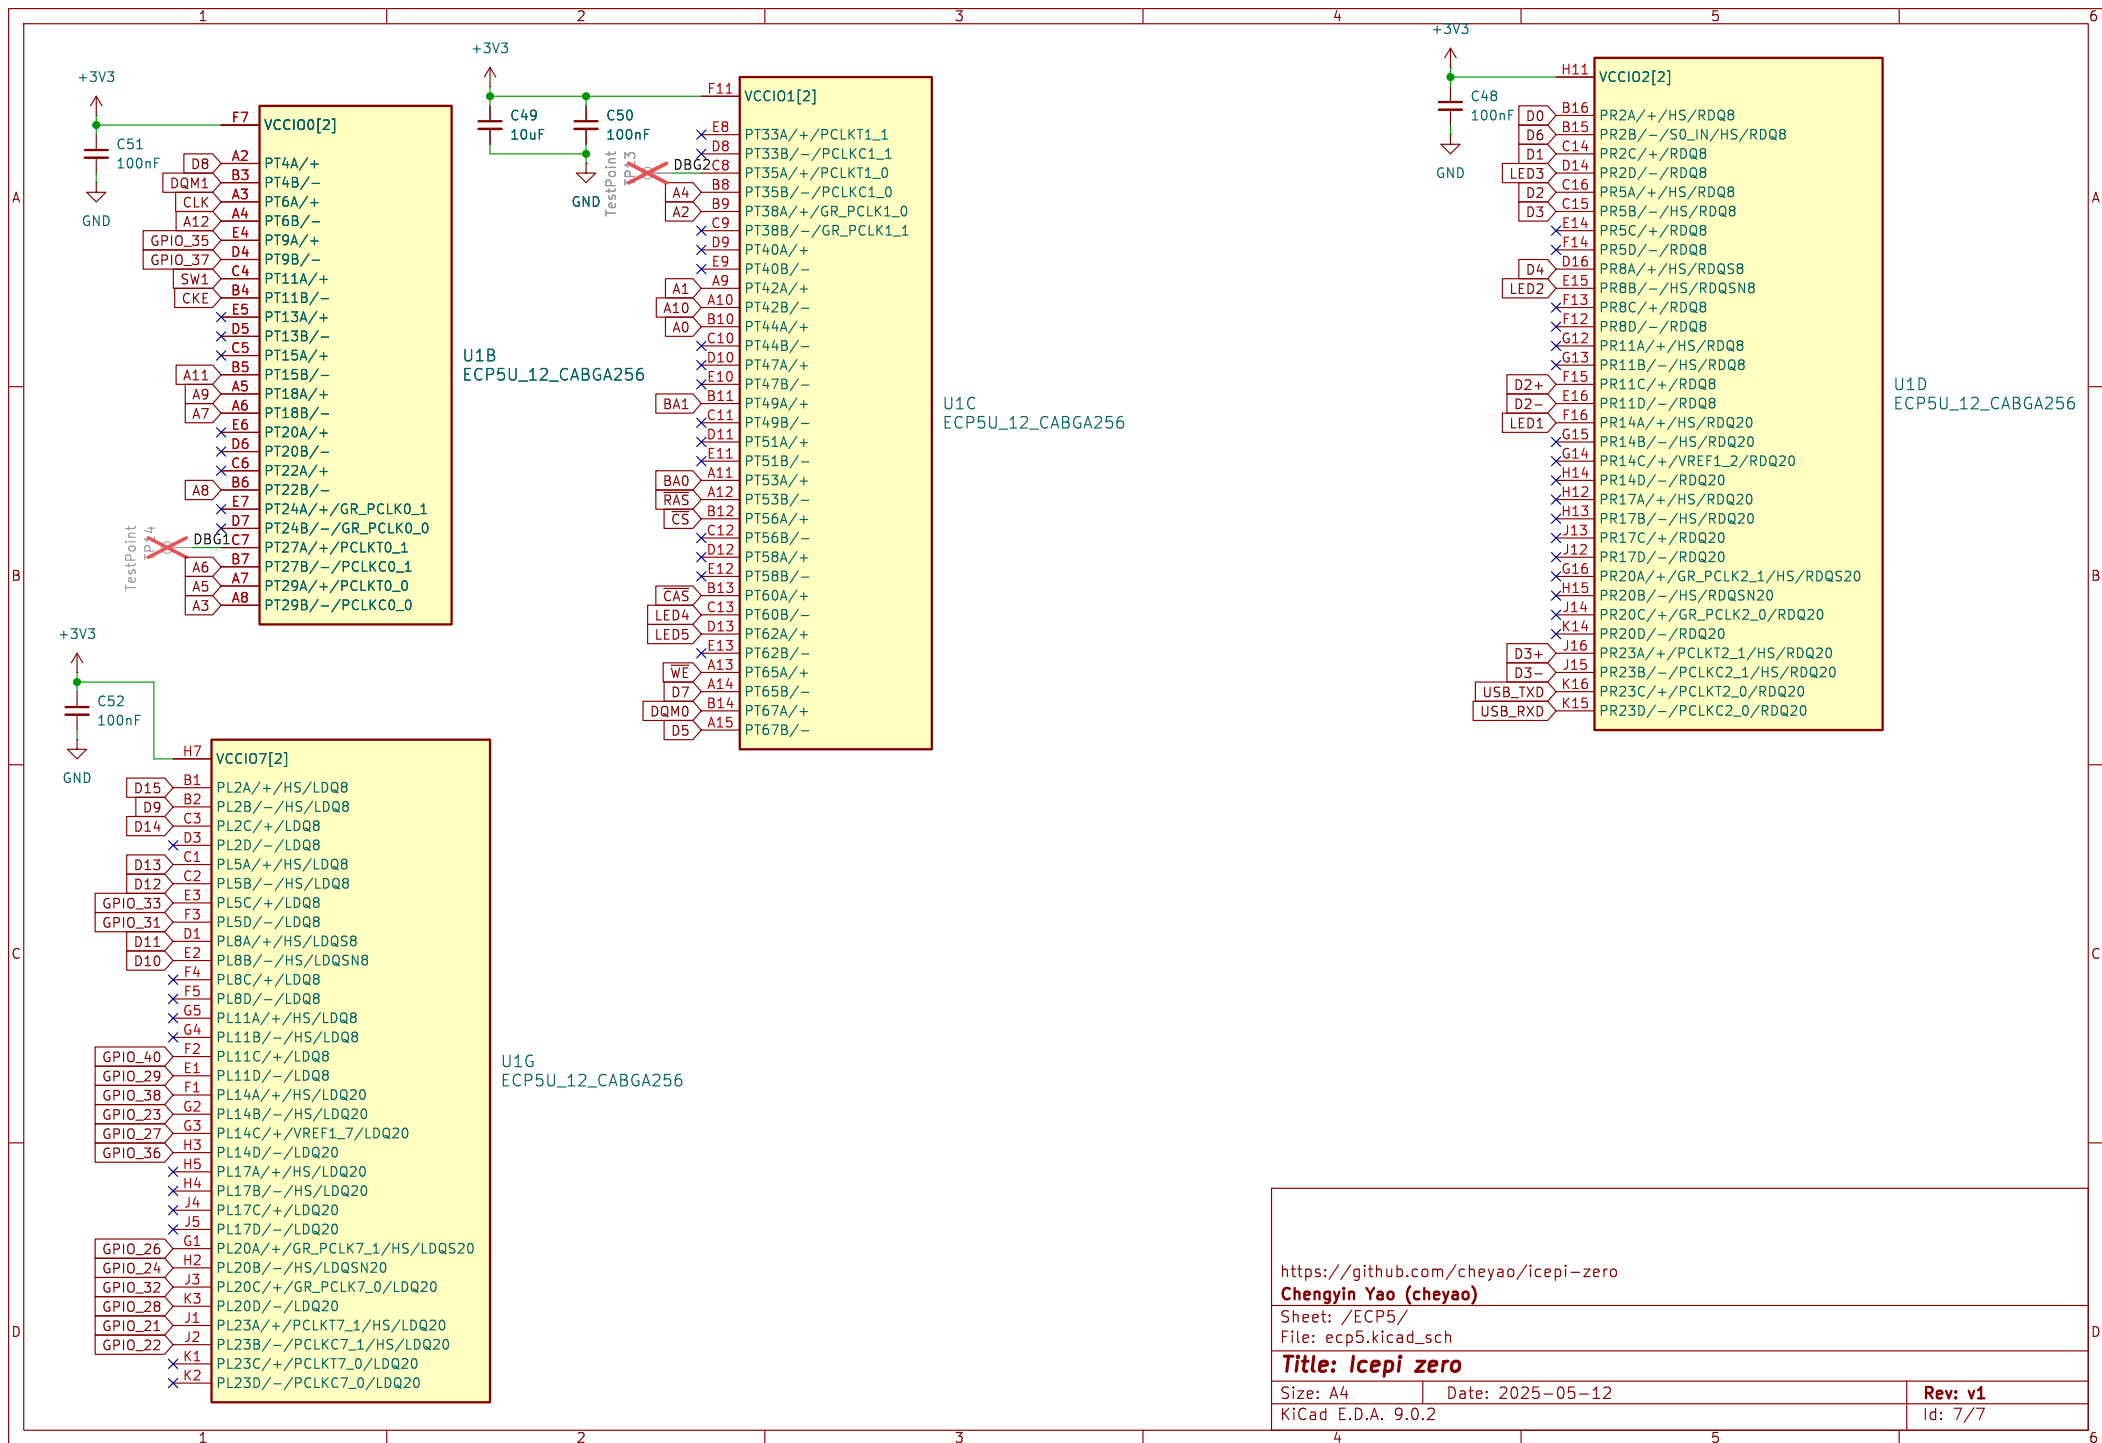 1 2 3 4 5 6
A
B
C
D
+3V3
C51
100nF
GND
F7 VCCIO0[2]
D8 A2 PT4A/+
DQM1 B3 PT4B/-
CLK A3 PT6A/+
A12 A4 PT6B/-
GPIO_35 E4 PT9A/+
GPIO_37 D4 PT9B/-
SW1 C4 PT11A/+
CKE B4 PT11B/-
E5 PT13A/+
D5 PT13B/-
C5 PT15A/+
A11 B5 PT15B/-
A9 A5 PT18A/+
A7 A6 PT18B/-
E6 PT20A/+
D6 PT20B/-
C6 PT22A/+
A8 B6 PT22B/-
E7 PT24A/+/GR_PCLK0_1
D7 PT24B/-/GR_PCLK0_0
TestPoint
DBG1 C7 PT27A/+/PCLKT0_1
A6 B7 PT27B/-/PCLKC0_1
A5 A7 PT29A/+/PCLKT0_0
A3 A8 PT29B/-/PCLKC0_0
U1B
ECP5U_12_CABGA256
+3V3
C49
10uF
C50
100nF
GND
F11 VCCIO1[2]
E8 PT33A/+/PCLKT1_1
D8 PT33B/-/PCLKC1_1
TestPoint
DBG2 C8 PT35A/+/PCLKT1_0
A4 B8 PT35B/-/PCLKC1_0
A2 B9 PT38A/+/GR_PCLK1_0
C9 PT38B/-/GR_PCLK1_1
D9 PT40A/+
E9 PT40B/-
A1 A9 PT42A/+
A10 A10 PT42B/-
A0 B10 PT44A/+
C10 PT44B/-
D10 PT47A/+
E10 PT47B/-
BA1 B11 PT49A/+
C11 PT49B/-
D11 PT51A/+
E11 PT51B/-
BA0 A11 PT53A/+
RAS A12 PT53B/-
CS B12 PT56A/+
C12 PT56B/-
D12 PT58A/+
E12 PT58B/-
CAS B13 PT60A/+
LED4 C13 PT60B/-
LED5 D13 PT62A/+
E13 PT62B/-
WE A13 PT65A/+
D7 A14 PT65B/-
DQM0 B14 PT67A/+
D5 A15 PT67B/-
U1C
ECP5U_12_CABGA256
+3V3
C48
100nF
GND
H11 VCCIO2[2]
D0 B16 PR2A/+/HS/RDQ8
D6 B15 PR2B/-/S0_IN/HS/RDQ8
D1 C14 PR2C/+/RDQ8
LED3 D14 PR2D/-/RDQ8
D2 C16 PR5A/+/HS/RDQ8
D3 C15 PR5B/-/HS/RDQ8
E14 PR5C/+/RDQ8
F14 PR5D/-/RDQ8
D4 D16 PR8A/+/HS/RDQS8
LED2 E15 PR8B/-/HS/RDQSN8
F13 PR8C/+/RDQ8
F12 PR8D/-/RDQ8
G12 PR11A/+/HS/RDQ8
G13 PR11B/-/HS/RDQ8
D2+ F15 PR11C/+/RDQ8
D2- E16 PR11D/-/RDQ8
LED1 F16 PR14A/+/HS/RDQ20
G15 PR14B/-/HS/RDQ20
G14 PR14C/+/VREF1_2/RDQ20
H14 PR14D/-/RDQ20
H12 PR17A/+/HS/RDQ20
H13 PR17B/-/HS/RDQ20
J13 PR17C/+/RDQ20
J12 PR17D/-/RDQ20
G16 PR20A/+/GR_PCLK2_1/HS/RDQS20
H15 PR20B/-/HS/RDQSN20
J14 PR20C/+/GR_PCLK2_0/RDQ20
K14 PR20D/-/RDQ20
D3+ J16 PR23A/+/PCLKT2_1/HS/RDQ20
D3- J15 PR23B/-/PCLKC2_1/HS/RDQ20
USB_TXD K16 PR23C/+/PCLKT2_0/RDQ20
USB_RXD K15 PR23D/-/PCLKC2_0/RDQ20
U1D
ECP5U_12_CABGA256
+3V3
C52
100nF
GND
H7 VCCIO7[2]
D15 B1 PL2A/+/HS/LDQ8
D9 B2 PL2B/-/HS/LDQ8
D14 C3 PL2C/+/LDQ8
D3 PL2D/-/LDQ8
D13 C1 PL5A/+/HS/LDQ8
D12 C2 PL5B/-/HS/LDQ8
GPIO_33 E3 PL5C/+/LDQ8
GPIO_31 F3 PL5D/-/LDQ8
D11 D1 PL8A/+/HS/LDQS8
D10 E2 PL8B/-/HS/LDQSN8
F4 PL8C/+/LDQ8
F5 PL8D/-/LDQ8
G5 PL11A/+/HS/LDQ8
G4 PL11B/-/HS/LDQ8
GPIO_40 F2 PL11C/+/LDQ8
GPIO_29 E1 PL11D/-/LDQ8
GPIO_38 F1 PL14A/+/HS/LDQ20
GPIO_23 G2 PL14B/-/HS/LDQ20
GPIO_27 G3 PL14C/+/VREF1_7/LDQ20
GPIO_36 H3 PL14D/-/LDQ20
H5 PL17A/+/HS/LDQ20
H4 PL17B/-/HS/LDQ20
J4 PL17C/+/LDQ20
J5 PL17D/-/LDQ20
GPIO_26 G1 PL20A/+/GR_PCLK7_1/HS/LDQS20
GPIO_24 H2 PL20B/-/HS/LDQSN20
GPIO_32 J3 PL20C/+/GR_PCLK7_0/LDQ20
GPIO_28 K3 PL20D/-/LDQ20
GPIO_21 J1 PL23A/+/PCLKT7_1/HS/LDQ20
GPIO_22 J2 PL23B/-/PCLKC7_1/HS/LDQ20
K1 PL23C/+/PCLKT7_0/LDQ20
K2 PL23D/-/PCLKC7_0/LDQ20
U1G
ECP5U_12_CABGA256
https://github.com/cheyao/icepi-zero
Chengyin Yao (cheyao)
Sheet: /ECP5/
File: ecp5.kicad_sch
Title: Icepi zero
Size: A4 Date: 2025-05-12 Rev: v1
KiCad E.D.A. 9.0.2 Id: 7/7
A
B
C
D
1 2 3 4 5 6